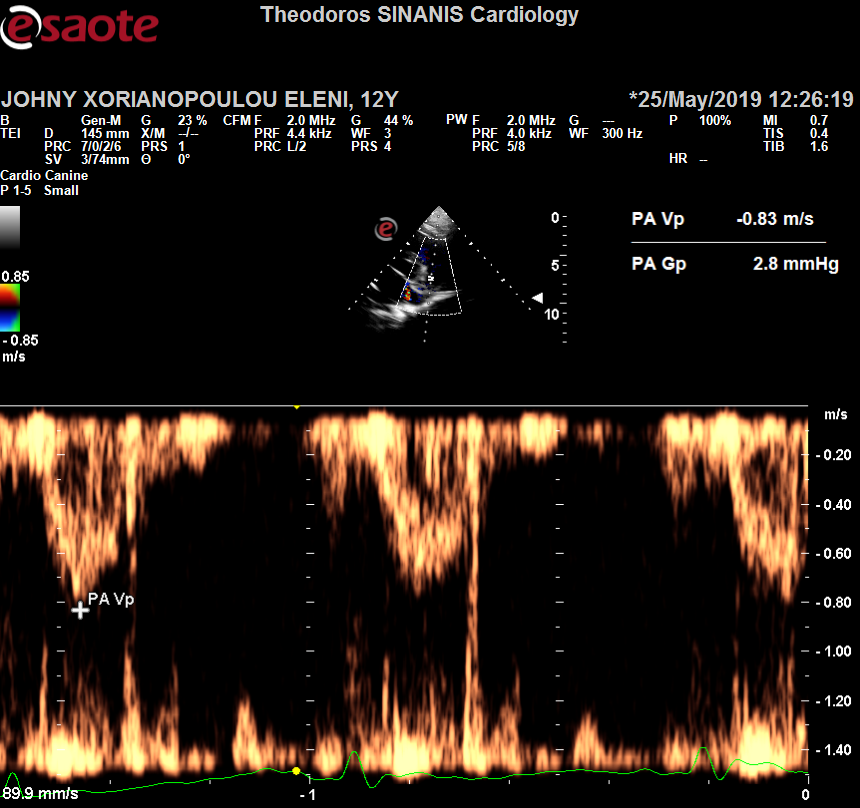 esaote
Theodoros SINANIS Cardiology
JOHNY XORIANOPOULOU ELENI, 12Y *25/May/2019 12:26:19
B Gen-M G 23 % CFM F 2.0 MHz G 44 % PW F 2.0 MHz G --- P 100% MI 0.7
TEI D 145 mm X/M --/-- PRF 4.4 kHz WF 3 PRF 4.0 kHz WF 300 Hz TIS 0.4
PRC 7/0/2/6 PRS 1 PRC L/2 PRS 4 PRC 5/8 TIB 1.6
SV 3/74mm Θ 0° HR --
Cardio Canine
P 1-5 Small
e
0
PA Vp -0.83 m/s
5
PA Gp 2.8 mmHg
0.85
10
- 0.85
m/s
m/s
- 0.20
- 0.40
- 0.60
PA Vp
- 0.80
- 1.00
- 1.20
- 1.40
89.9 mm/s - 1 0